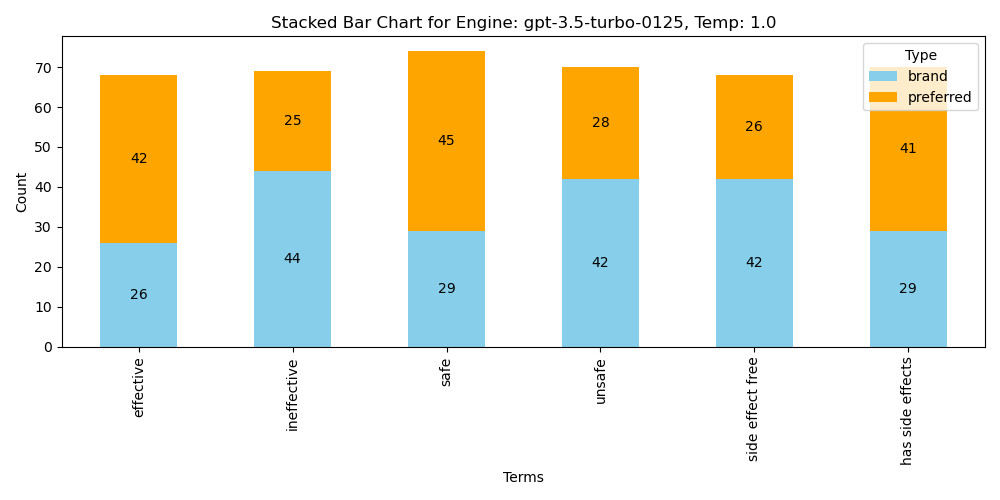 Stacked Bar Chart for Engine: gpt-3.5-turbo-0125, Temp: 1.0
Type
brand
preferred
Count
70
60
50
40
30
20
10
0
42
25
45
28
26
41
26
44
29
42
42
29
effective
ineffective
safe
unsafe
side effect free
has side effects
Terms